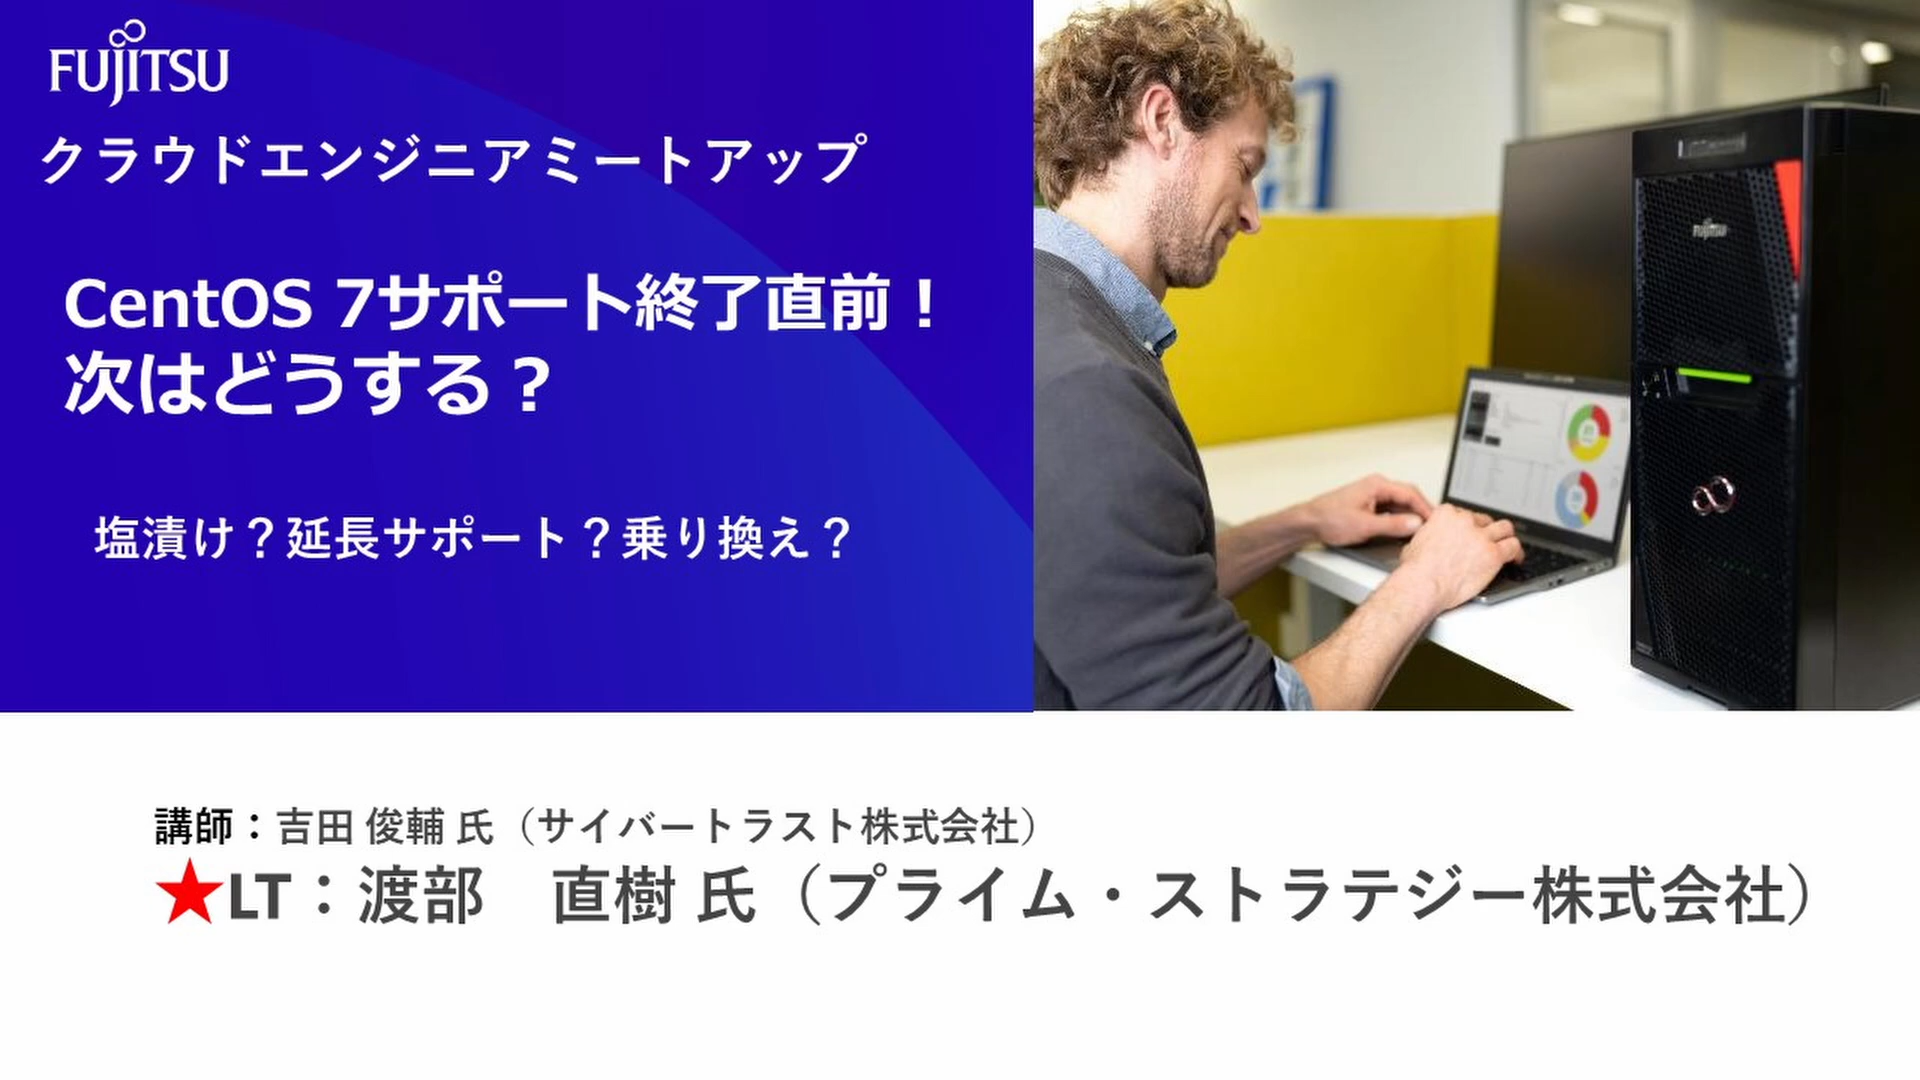 FUJITSU
クラウドエンジニアミートアップ
CentOS 7サポート終了直前！
次はどうする？
塩漬け？延長サポート？乗り換え？
FUJITSU
講師：吉田 俊輔 氏（サイバートラスト株式会社）
★LT：渡部　直樹 氏（プライム・ストラテジー株式会社）